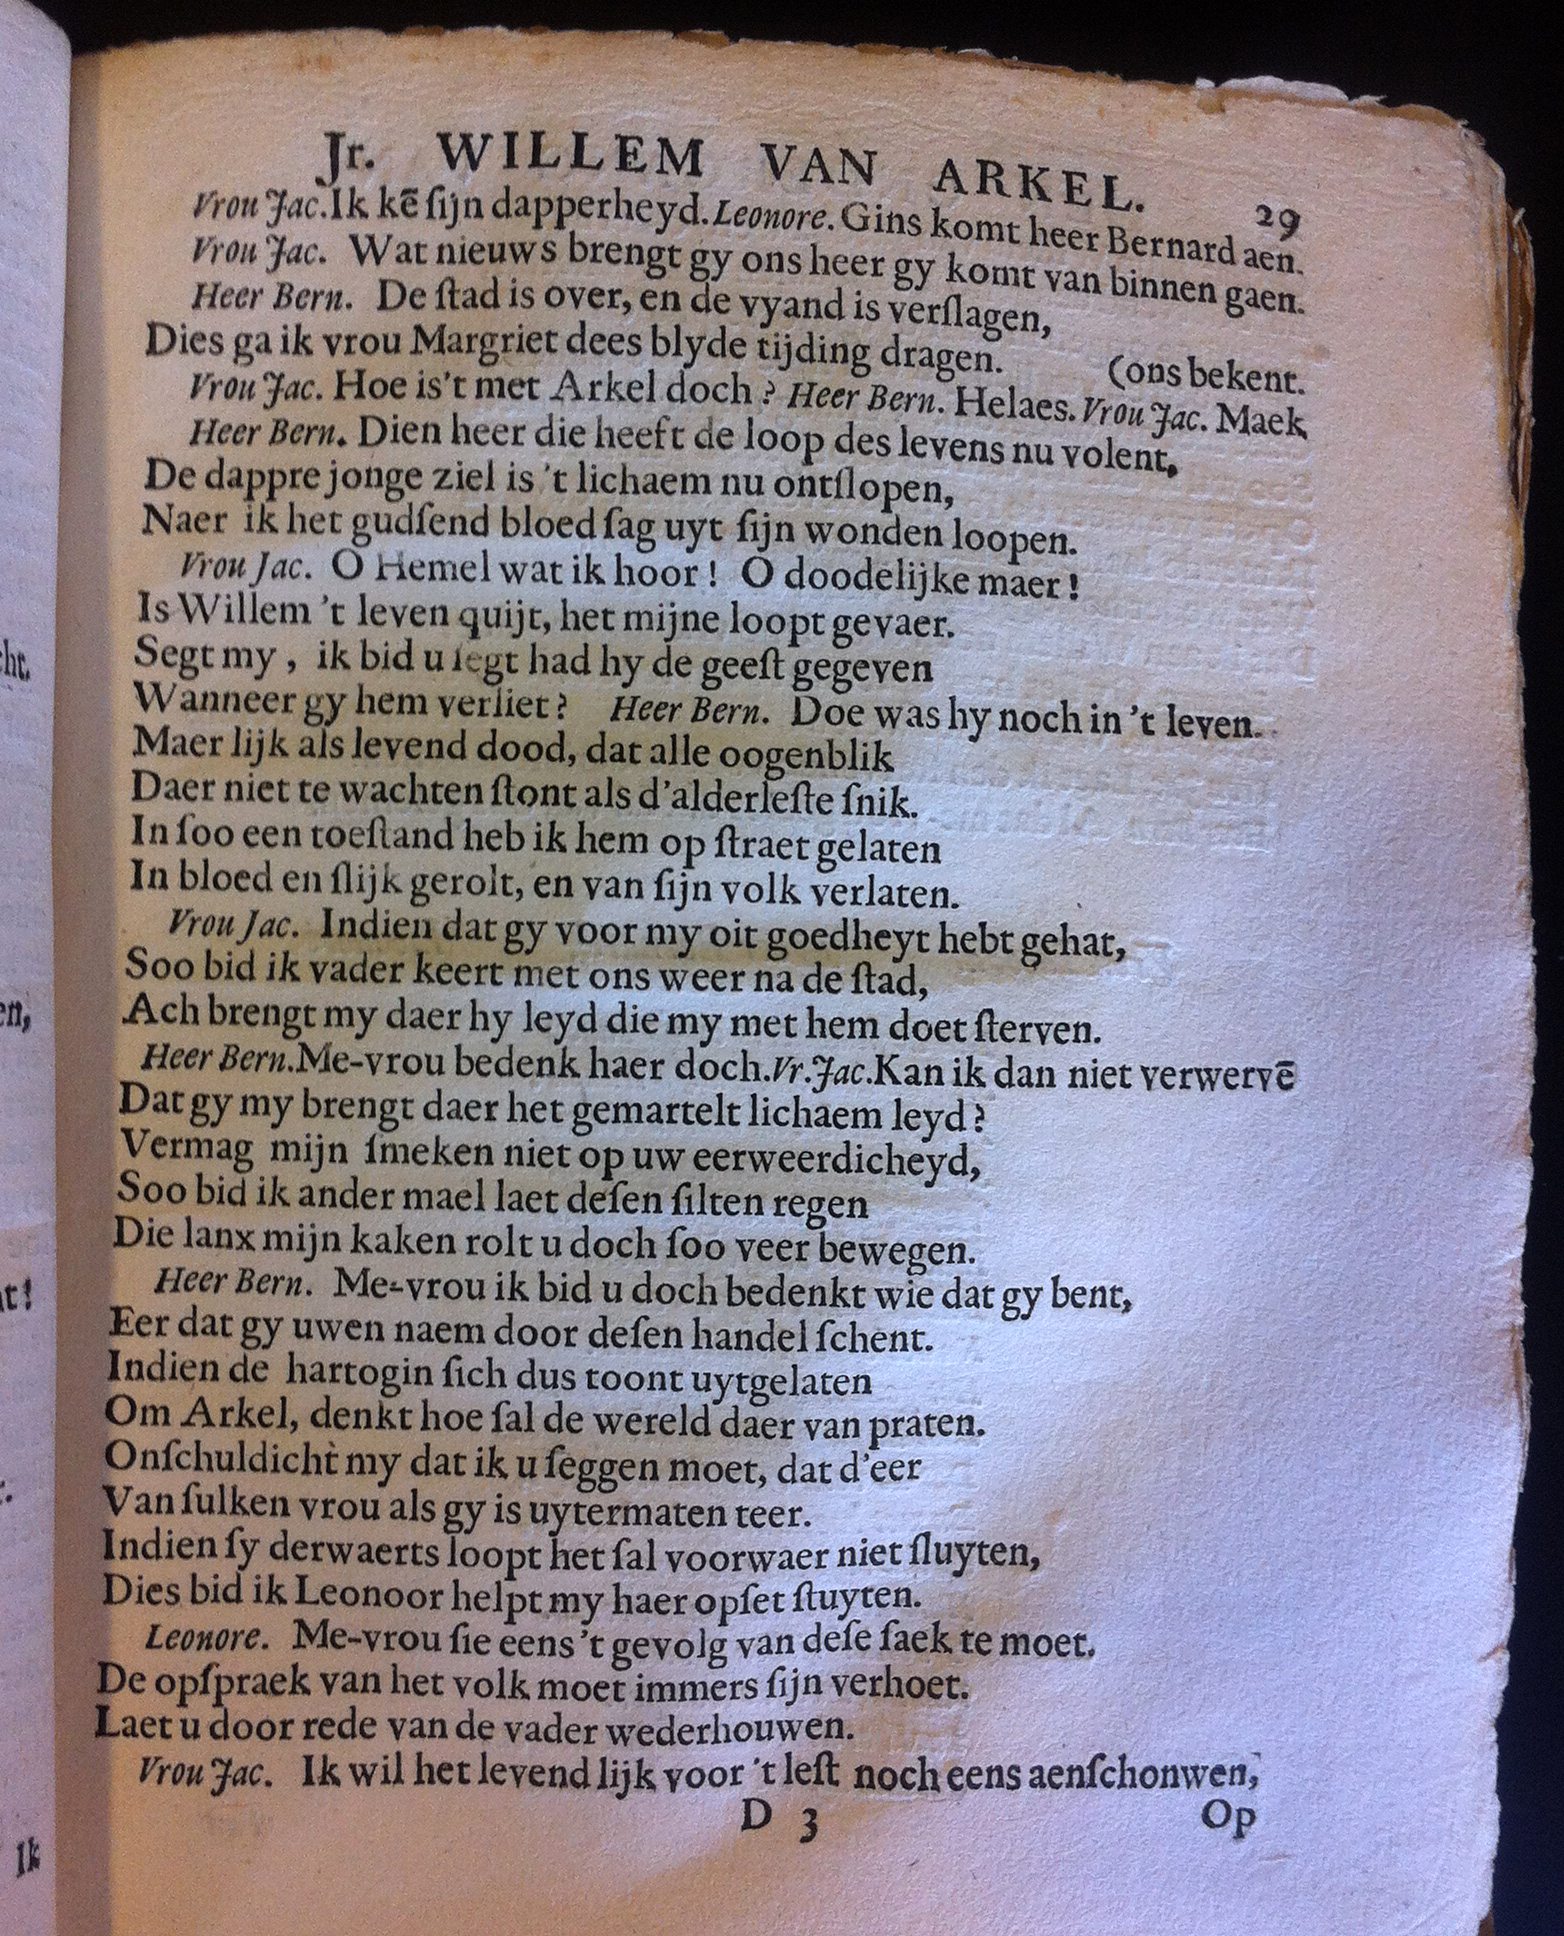 Jr. WILLEM VAN ARKEL. 29
Vrou Jac. Ik kē ſijn dapperheyd. Leonore. Gins komt heer Bernard aen.
Vrou Jac. Wat nieuws brengt gy ons heer gy komt van binnen gaen.
Heer Bern. De ſtad is over, en de vyand is verſlagen,
Dies ga ik vrou Margriet dees blyde tijding dragen. (ons bekent.
Vrou Jac. Hoe is't met Arkel doch? Heer Bern. Helaes. Vrou Jac. Maek
Heer Bern. Dien heer die heeft de loop des levens nu volent,
De dappre jonge ziel is 't lichaem nu ontſlopen,
Naer ik het gudſend bloed ſag uyt ſijn wonden loopen.
Vrou Jac. O Hemel wat ik hoor! O doodelijke maer!
Is Willem 't leven quijt, het mijne loopt gevaer.
Segt my, ik bid u ſegt had hy de geeſt gegeven
Wanneer gy hem verliet? Heer Bern. Doe was hy noch in 't leven.
Maer lijk als levend dood, dat alle oogenblik
Daer niet te wachten ſtont als d'alderleſte ſnik.
In ſoo een toeſtand heb ik hem op ſtraet gelaten
In bloed en ſlijk gerolt, en van ſijn volk verlaten.
Vrou Jac. Indien dat gy voor my oit goedheyt hebt gehat,
Soo bid ik vader keert met ons weer na de ſtad,
Ach brengt my daer hy leyd die my met hem doet ſterven.
Heer Bern. Me-vrou bedenk haer doch. Vr. Jac. Kan ik dan niet verwervē
Dat gy my brengt daer het gemartelt lichaem leyd?
Vermag mijn ſmeken niet op uw eerweerdicheyd,
Soo bid ik ander mael laet deſen ſilten regen
Die lanx mijn kaken rolt u doch ſoo veer bewegen.
Heer Bern. Me-vrou ik bid u doch bedenkt wie dat gy bent,
Eer dat gy uwen naem door deſen handel ſchent.
Indien de hartogin ſich dus toont uytgelaten
Om Arkel, denkt hoe ſal de wereld daer van praten.
Onſchuldicht my dat ik u ſeggen moet, dat d'eer
Van ſulken vrou als gy is uytermaten teer.
Indien ſy derwaerts loopt het ſal voorwaer niet ſluyten,
Dies bid ik Leonoor helpt my haer opſet ſtuyten.
Leonore. Me-vrou ſie eens 't gevolg van deſe ſaek te moet.
De opſpraek van het volk moet immers ſijn verhoet.
Laet u door rede van de vader wederhouwen.
Vrou Jac. Ik wil het levend lijk voor 't leſt noch eens aenſchonwen,
D 3 Op
cht.
en,
t!
Ik